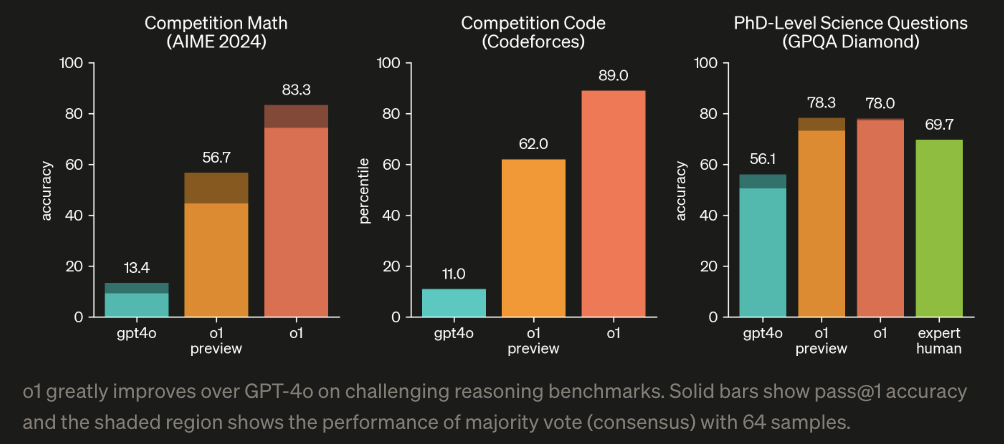 Competition Math
(AIME 2024)
100
80
60
40
20
0
accuracy
13.4
56.7
83.3
gpt4o
o1
preview
o1
Competition Code
(Codeforces)
100
80
60
40
20
0
percentile
11.0
62.0
89.0
gpt4o
o1
preview
o1
PhD-Level Science Questions
(GPQA Diamond)
100
80
60
40
20
0
accuracy
56.1
78.3
78.0
69.7
gpt4o
o1
preview
o1
expert
human
o1 greatly improves over GPT-4o on challenging reasoning benchmarks. Solid bars show pass@1 accuracy
and the shaded region shows the performance of majority vote (consensus) with 64 samples.